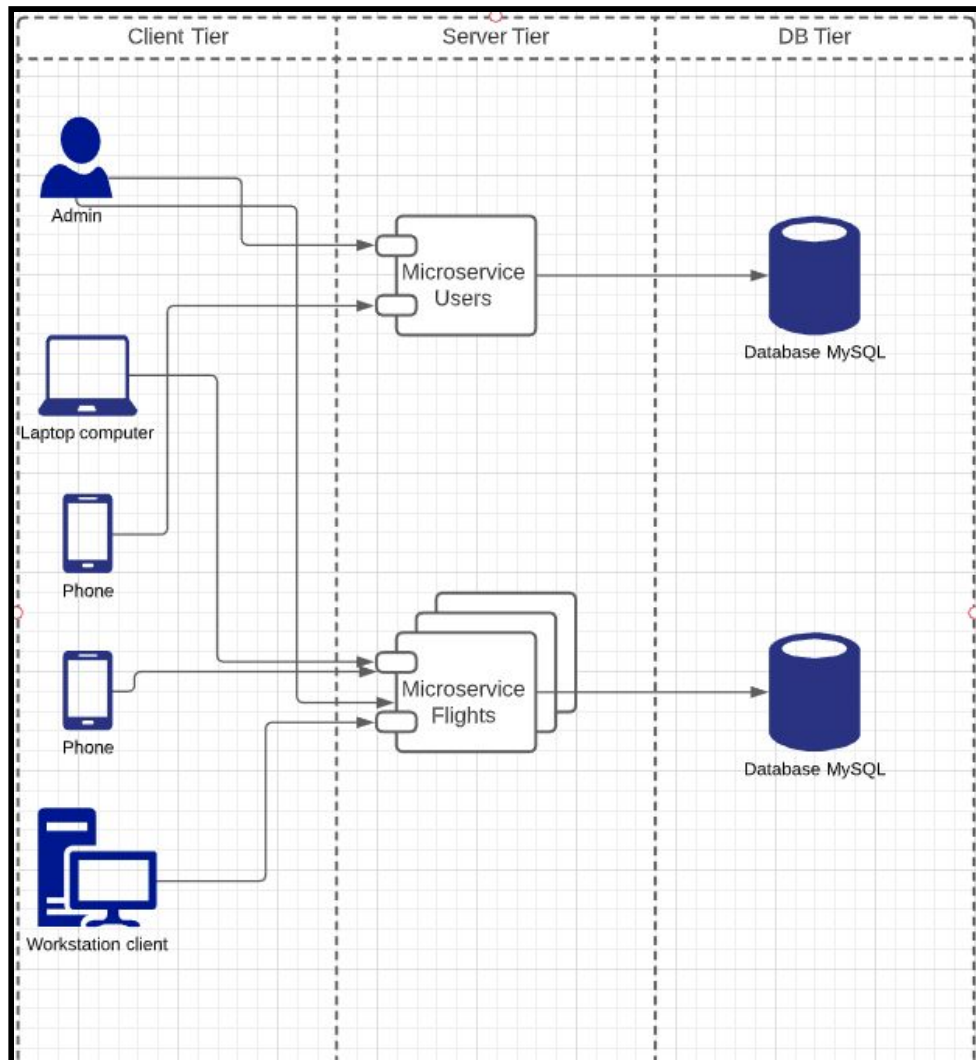 Client Tier
Server Tier
DB Tier
Admin
Microservice
Users
Database MySQL
Laptop computer
Phone
Microservice
Flights
Phone
Database MySQL
Workstation client